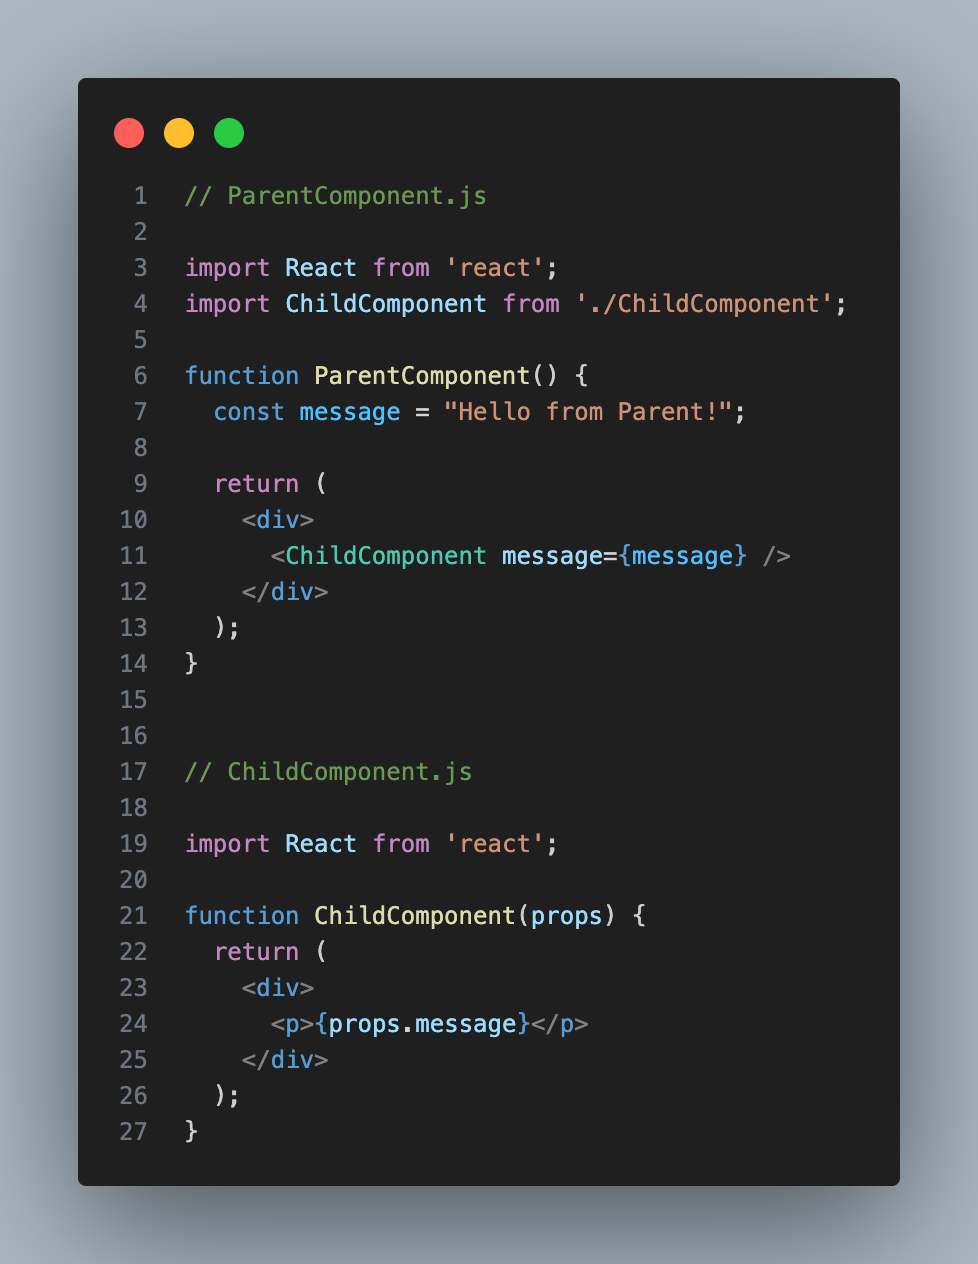 1 // ParentComponent.js
2
3 import React from 'react';
4 import ChildComponent from './ChildComponent';
5
6 function ParentComponent() {
7   const message = "Hello from Parent!";
8
9   return (
10     <div>
11       <ChildComponent message={message} />
12     </div>
13   );
14 }
15
16
17 // ChildComponent.js
18
19 import React from 'react';
20
21 function ChildComponent(props) {
22   return (
23     <div>
24       <p>{props.message}</p>
25     </div>
26   );
27 }